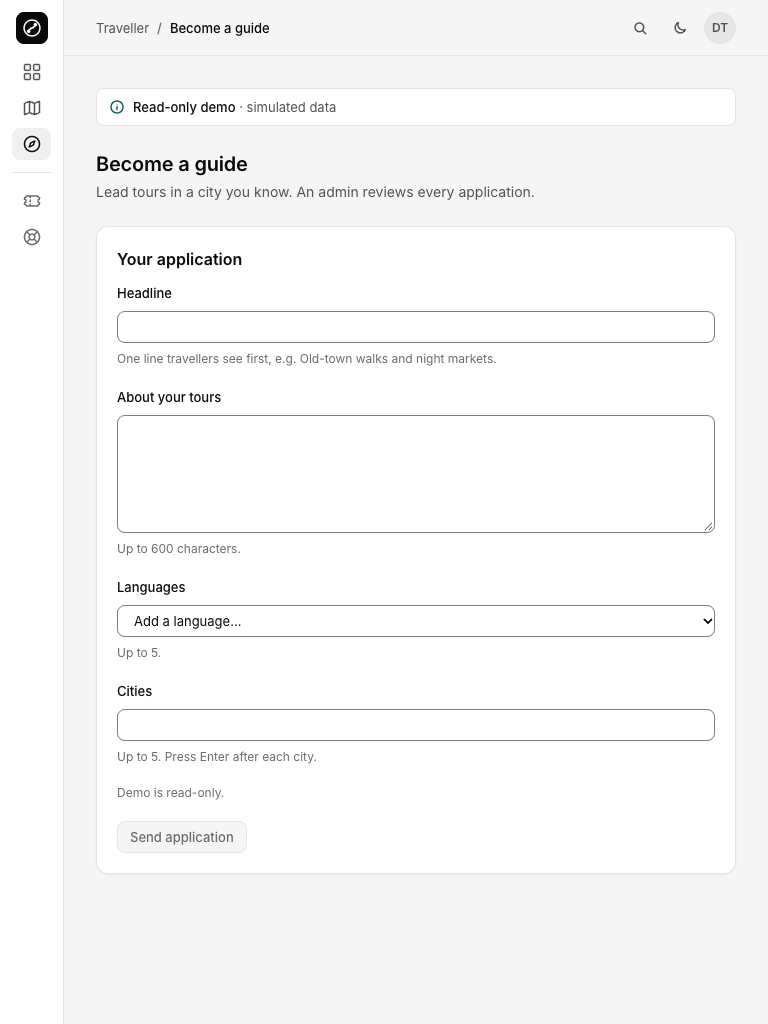 Traveller / Become a guide
DT
Read-only demo · simulated data
Become a guide
Lead tours in a city you know. An admin reviews every application.
Your application
Headline
One line travellers see first, e.g. Old-town walks and night markets.
About your tours
Up to 600 characters.
Languages
Add a language...
Up to 5.
Cities
Up to 5. Press Enter after each city.
Demo is read-only.
Send application